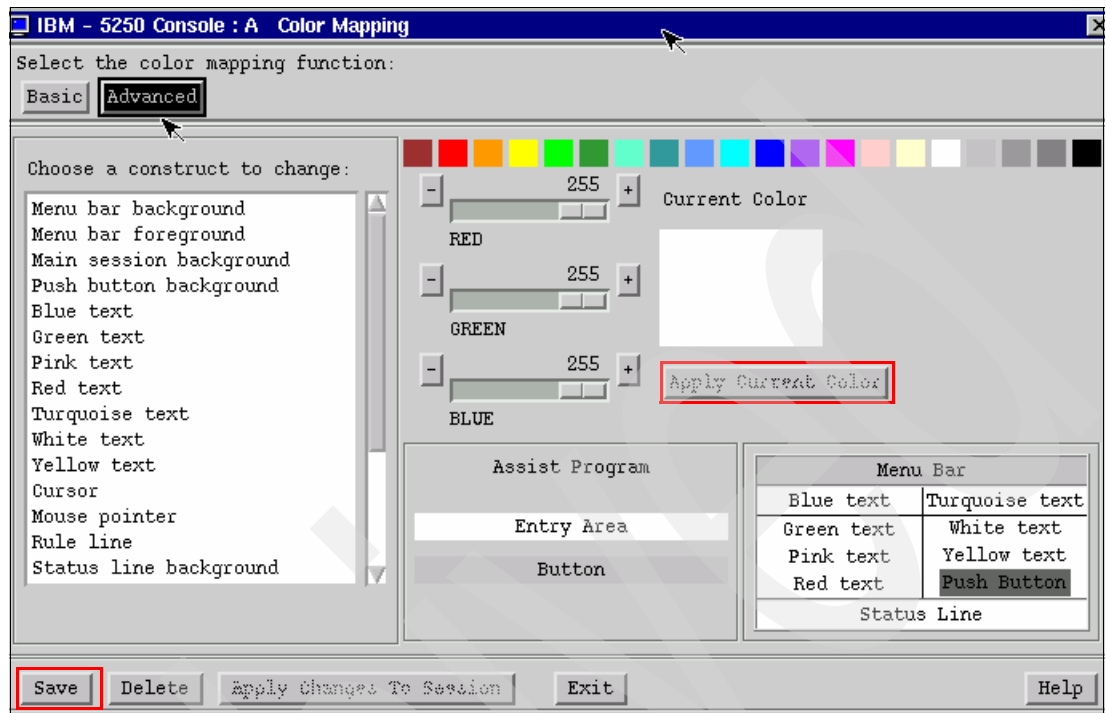 IBM - 5250 Console : A Color Mapping
Select the color mapping function:
Basic Advanced
Choose a construct to change:
Menu bar background
Menu bar foreground
Main session background
Push button background
Blue text
Green text
Pink text
Red text
Turquoise text
White text
Yellow text
Cursor
Mouse pointer
Rule line
Status line background
- 255 +
RED
- 255 +
GREEN
- 255 +
BLUE
Current Color
Apply Current Color
Assist Program
Entry Area
Button
Menu Bar
Blue text Turquoise text
Green text White text
Pink text Yellow text
Red text Push Button
Status Line
Save Delete Apply Changes To Session Exit Help